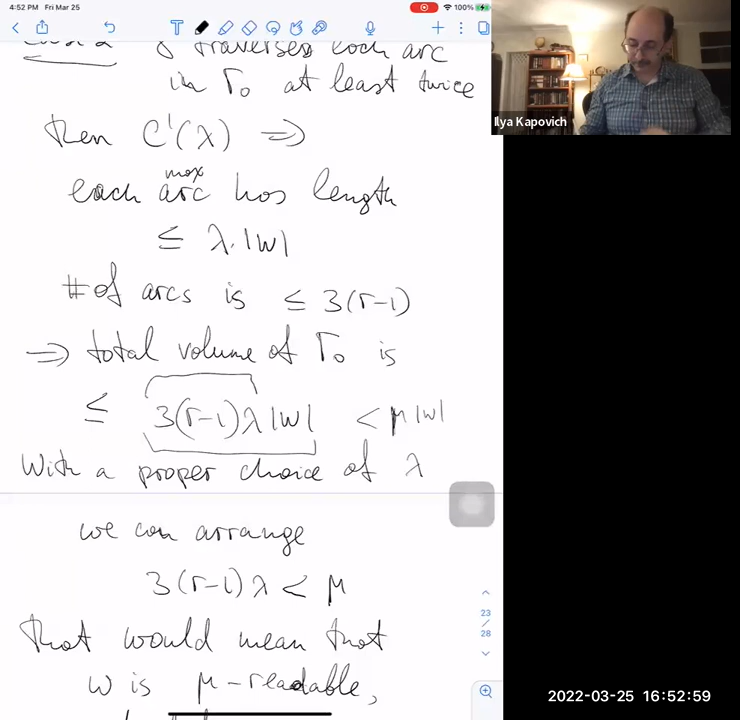 4:52 PM Fri Mar 25
100%
γ traverses each arc
in Γ₀ at least twice
then C'(λ) ⇒
each max arc has length
≤ λ·|w|
# of arcs is ≤ 3(r-1)
⇒ total volume of Γ₀ is
≤ 3(r-1)λ|w| < μ|w|
With a proper choice of λ
we can arrange
3(r-1)λ < μ
That would mean that
w is μ-readable,
23
/
28
Ilya Kapovich
2022-03-25 16:52:59